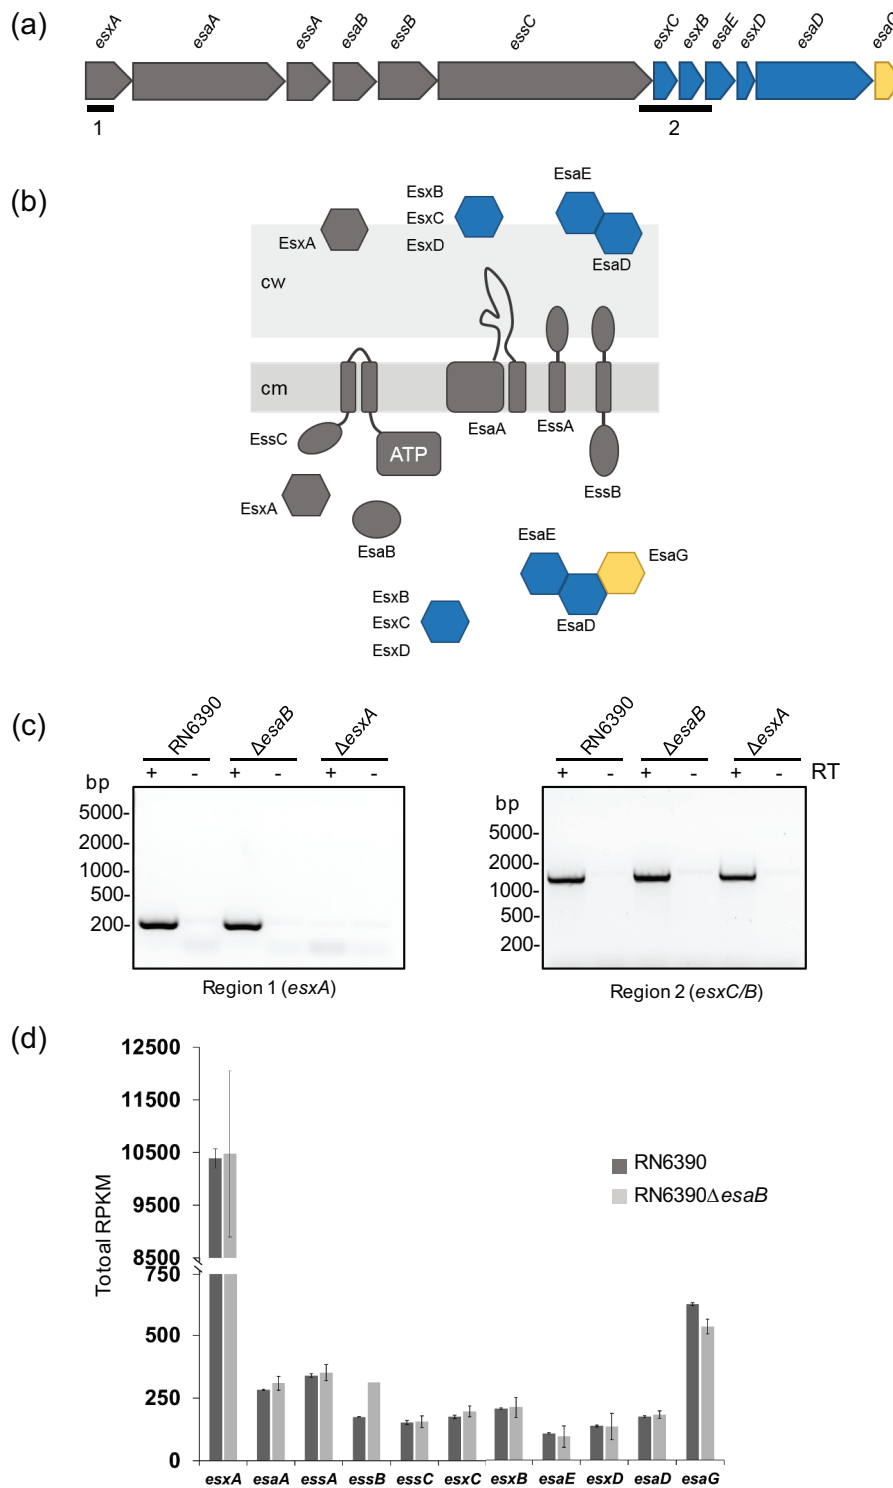 (a)
esxA esaA essA esaB essB essC esxC esxB esaE esxD esaD esaG
1 2
(b)
EsxA
EsxB
EsxC
EsxD
EsaE
EsaD
cw
cm
EssC
ATP
EsaA
EssA
EssB
EsxA
EsaB
EsaE
EsaG
EsaD
EsxB
EsxC
EsxD
(c)
RN6390 ΔesaB ΔesxA
+ - + - + -
bp
5000-
2000-
1000-
500-
200-
Region 1 (esxA)
RN6390 ΔesaB ΔesxA
+ - + - + - RT
bp
5000-
2000-
1000-
500-
200-
Region 2 (esxC/B)
(d)
Totoal RPKM
12500
11500
10500
9500
8500
750
500
250
0
RN6390
RN6390ΔesaB
esxA esaA essA essB essC esxC esxB esaE esxD esaD esaG